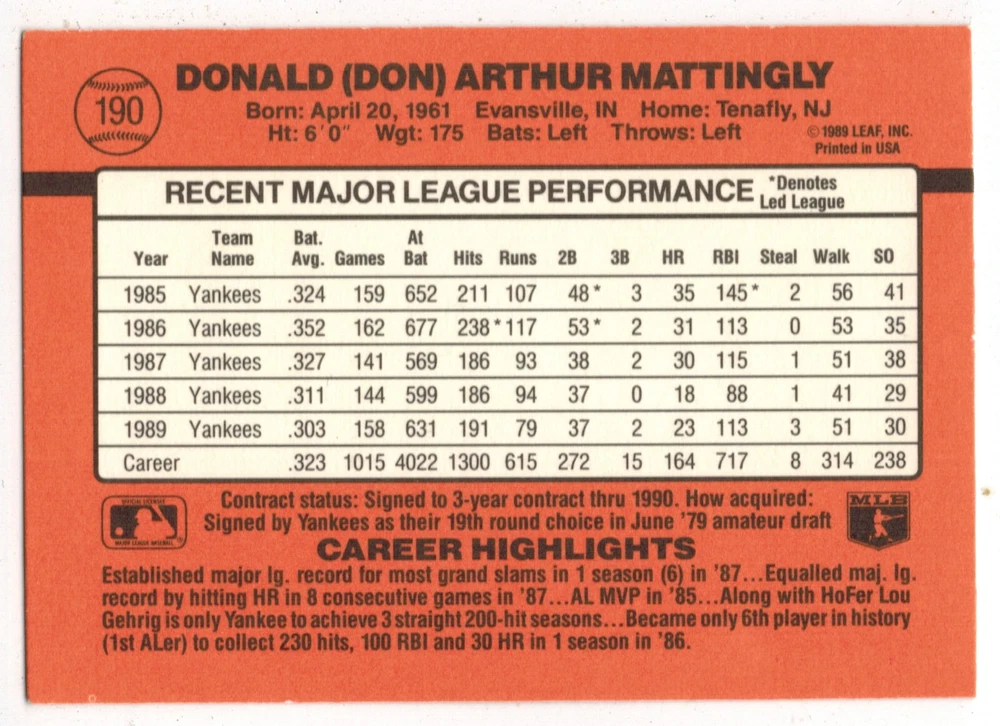 190
DONALD (DON) ARTHUR MATTINGLY
Born: April 20, 1961 Evansville, IN Home: Tenafly, NJ
Ht: 6'0" Wgt: 175 Bats: Left Throws: Left
© 1989 LEAF, INC.
Printed in USA
RECENT MAJOR LEAGUE PERFORMANCE *Denotes Led League
Year Team Name Bat. Avg. Games At Bat Hits Runs 2B 3B HR RBI Steal Walk SO
1985 Yankees .324 159 652 211 107 48* 3 35 145* 2 56 41
1986 Yankees .352 162 677 238* 117 53* 2 31 113 0 53 35
1987 Yankees .327 141 569 186 93 38 2 30 115 1 51 38
1988 Yankees .311 144 599 186 94 37 0 18 88 1 41 29
1989 Yankees .303 158 631 191 79 37 2 23 113 3 51 30
Career .323 1015 4022 1300 615 272 15 164 717 8 314 238
OFFICIAL LICENSEE
MAJOR LEAGUE BASEBALL
Contract status: Signed to 3-year contract thru 1990. How acquired:
Signed by Yankees as their 19th round choice in June '79 amateur draft
MLB
CAREER HIGHLIGHTS
Established major lg. record for most grand slams in 1 season (6) in '87...Equalled maj. lg.
record by hitting HR in 8 consecutive games in '87...AL MVP in '85...Along with HoFer Lou
Gehrig is only Yankee to achieve 3 straight 200-hit seasons...Became only 6th player in history
(1st ALer) to collect 230 hits, 100 RBI and 30 HR in 1 season in '86.